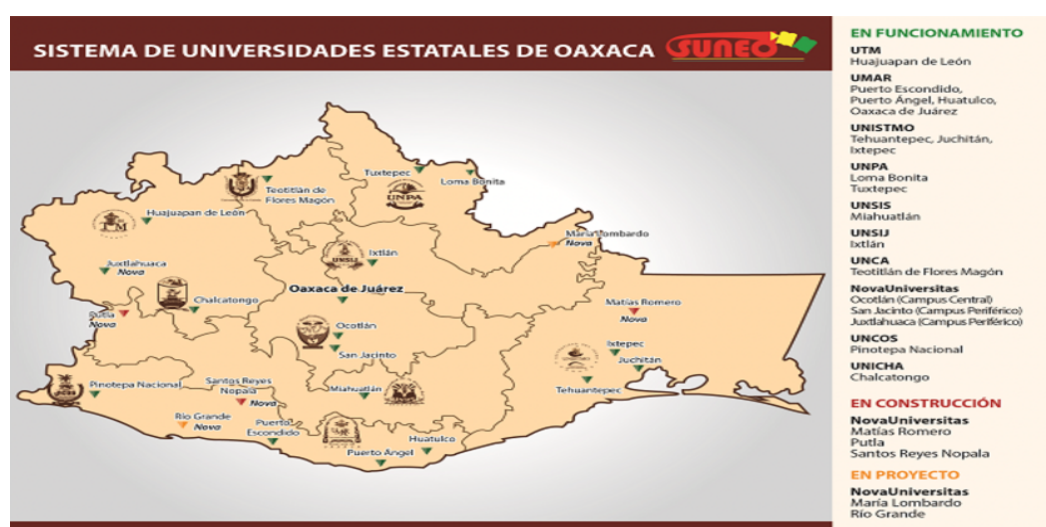 SISTEMA DE UNIVERSIDADES ESTATALES DE OAXACA
SUNEO
Tuxtepec
Loma Bonita
UNPA
Teotitlán de
Flores Magón
Huajuapan de León
María Lombardo
Nova
UNSIJ
Ixtlán
Juxtlahuaca
Nova
Oaxaca de Juárez
Chalcatongo
Matías Romero
Nova
Putla
Nova
Ocotlán
San Jacinto
Ixtepec
Juchitán
Tehuantepec
Pinotepa Nacional
Santos Reyes
Nopala
Nova
Miahuatlán
Río Grande
Nova
Puerto
Escondido
Huatulco
Puerto Ángel
EN FUNCIONAMIENTO
UTM
Huajuapan de León
UMAR
Puerto Escondido,
Puerto Ángel, Huatulco,
Oaxaca de Juárez
UNISTMO
Tehuantepec, Juchitán,
Ixtepec
UNPA
Loma Bonita
Tuxtepec
UNSIS
Miahuatlán
UNSIJ
Ixtlán
UNCA
Teotitlán de Flores Magón
NovaUniversitas
Ocotlán (Campus Central)
San Jacinto (Campus Periférico)
Juxtlahuaca (Campus Periférico)
UNCOS
Pinotepa Nacional
UNICHA
Chalcatongo
EN CONSTRUCCIÓN
NovaUniversitas
Matías Romero
Putla
Santos Reyes Nopala
EN PROYECTO
NovaUniversitas
María Lombardo
Río Grande